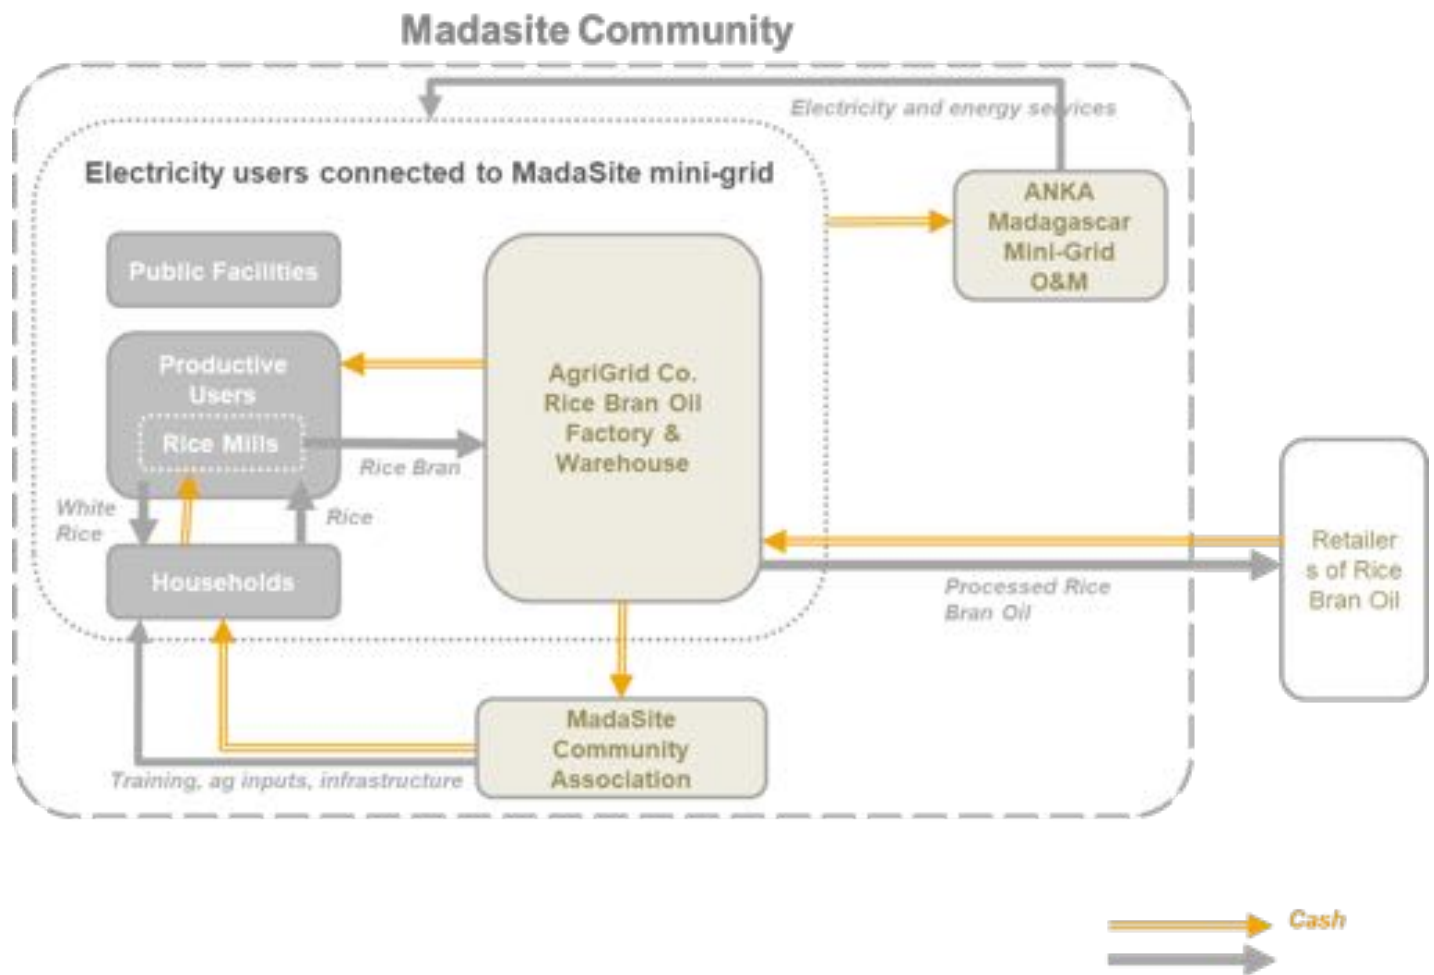 Madasite Community
Electricity and energy services
Electricity users connected to MadaSite mini-grid
ANKA
Madagascar
Mini-Grid
O&M
Public Facilities
Productive
Users
Rice Mills
AgriGrid Co.
Rice Bran Oil
Factory &
Warehouse
Rice Bran
White
Rice
Rice
Households
Retailer
s of Rice
Bran Oil
Processed Rice
Bran Oil
MadaSite
Community
Association
Training, ag inputs, infrastructure
Cash